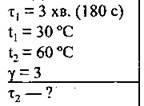 τ₁ = 3 хв. (180 с)
t₁ = 30 °C
t₂ = 60 °C
γ = 3
τ₂ — ?